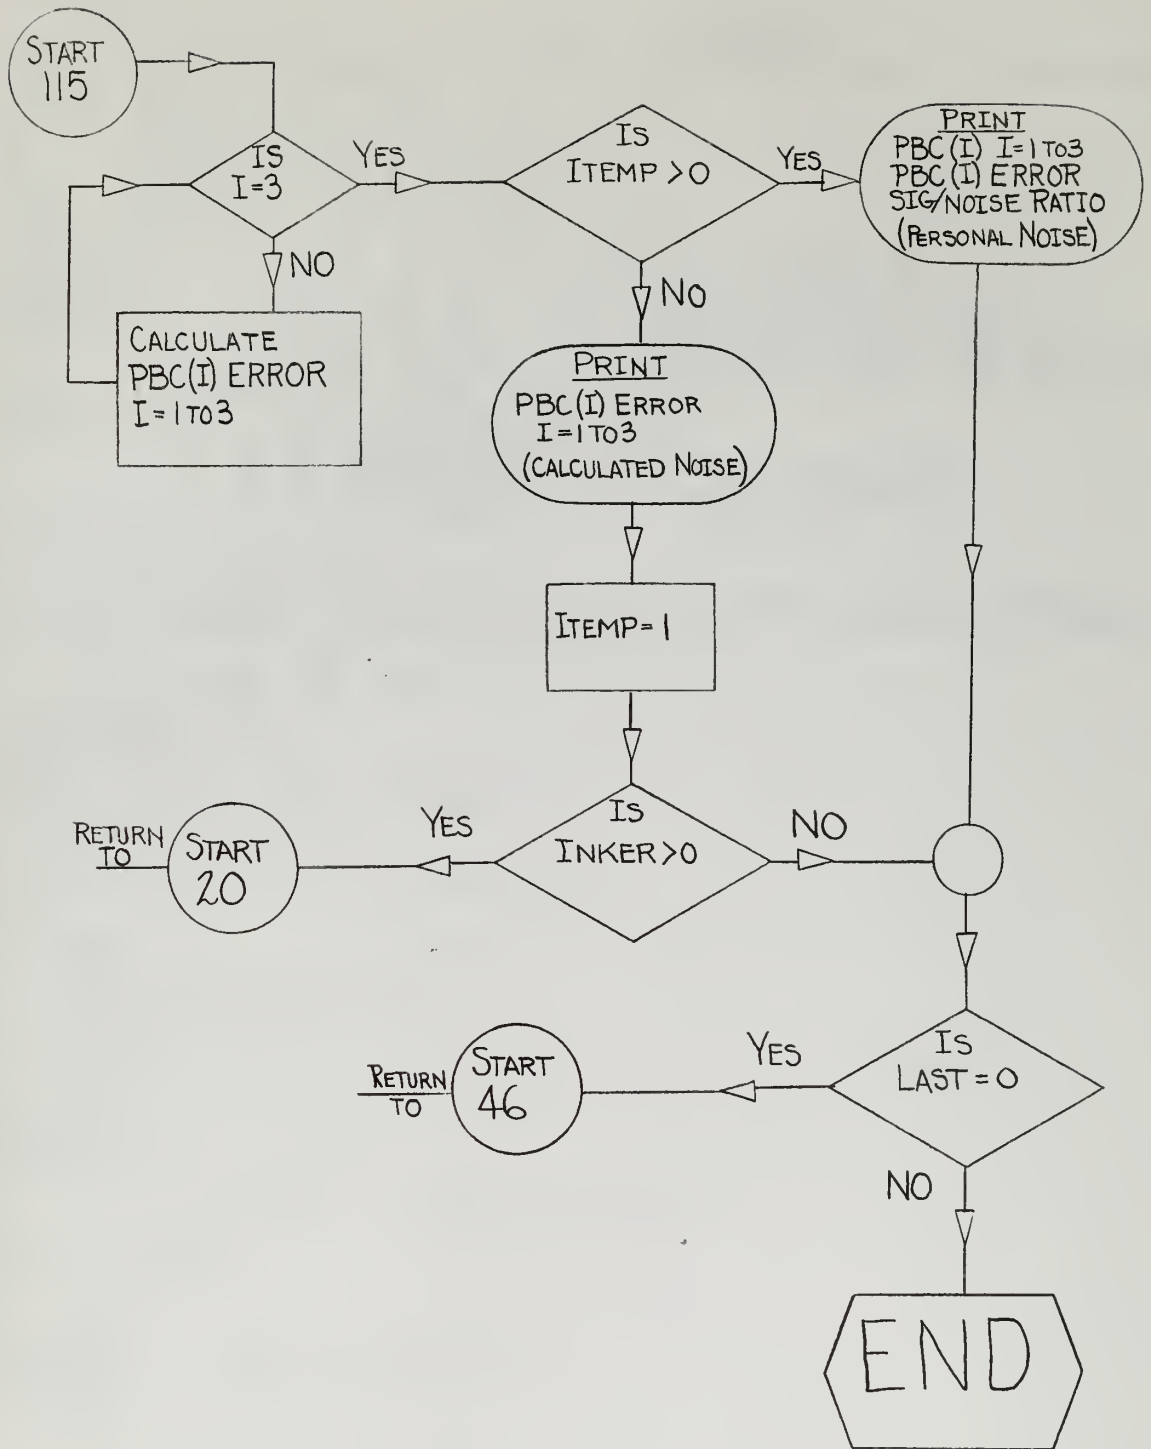 START
115
IS
I=3
YES
NO
CALCULATE
PBC(I) ERROR
I=1TO3
IS
ITEMP>0
YES
NO
PRINT
PBC(I) I=1TO3
PBC(I) ERROR
SIG/NOISE RATIO
(PERSONAL NOISE)
PRINT
PBC(I) ERROR
I=1TO3
(CALCULATED NOISE)
ITEMP=1
IS
INKER>0
YES
NO
RETURN
TO
START
20
IS
LAST=0
YES
NO
RETURN
TO
START
46
END